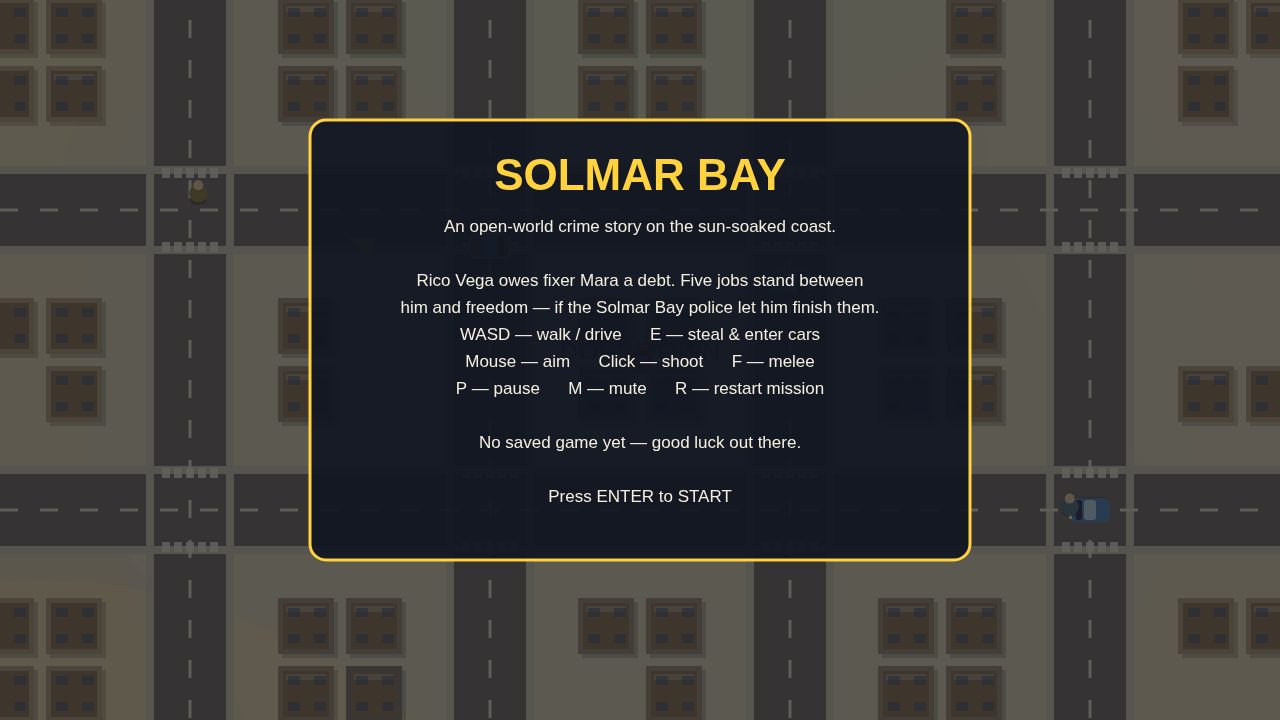 SOLMAR BAY
An open-world crime story on the sun-soaked coast.
Rico Vega owes fixer Mara a debt. Five jobs stand between
him and freedom — if the Solmar Bay police let him finish them.
WASD — walk / drive      E — steal & enter cars
Mouse — aim      Click — shoot      F — melee
P — pause      M — mute      R — restart mission
No saved game yet — good luck out there.
Press ENTER to START